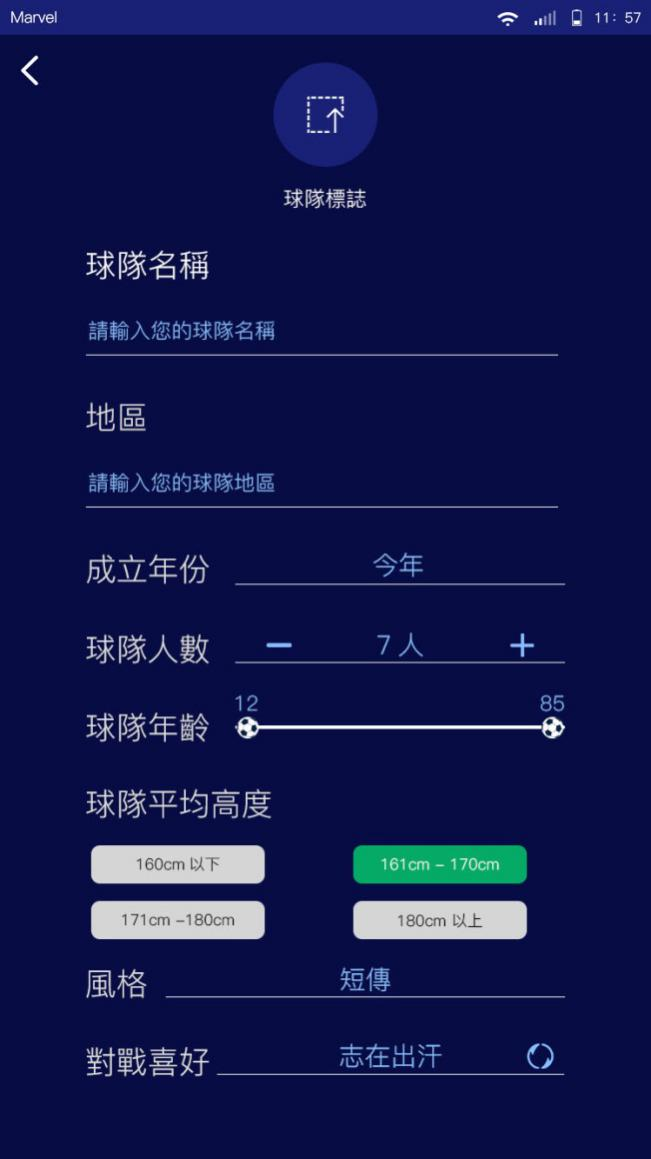 Marvel 11: 57
球隊標誌
球隊名稱
請輸入您的球隊名稱
地區
請輸入您的球隊地區
成立年份 今年
球隊人數 7 人
12 85
球隊年齡
球隊平均高度
160cm 以下 161cm – 170cm
171cm –180cm 180cm 以上
風格 短傳
對戰喜好 志在出汗